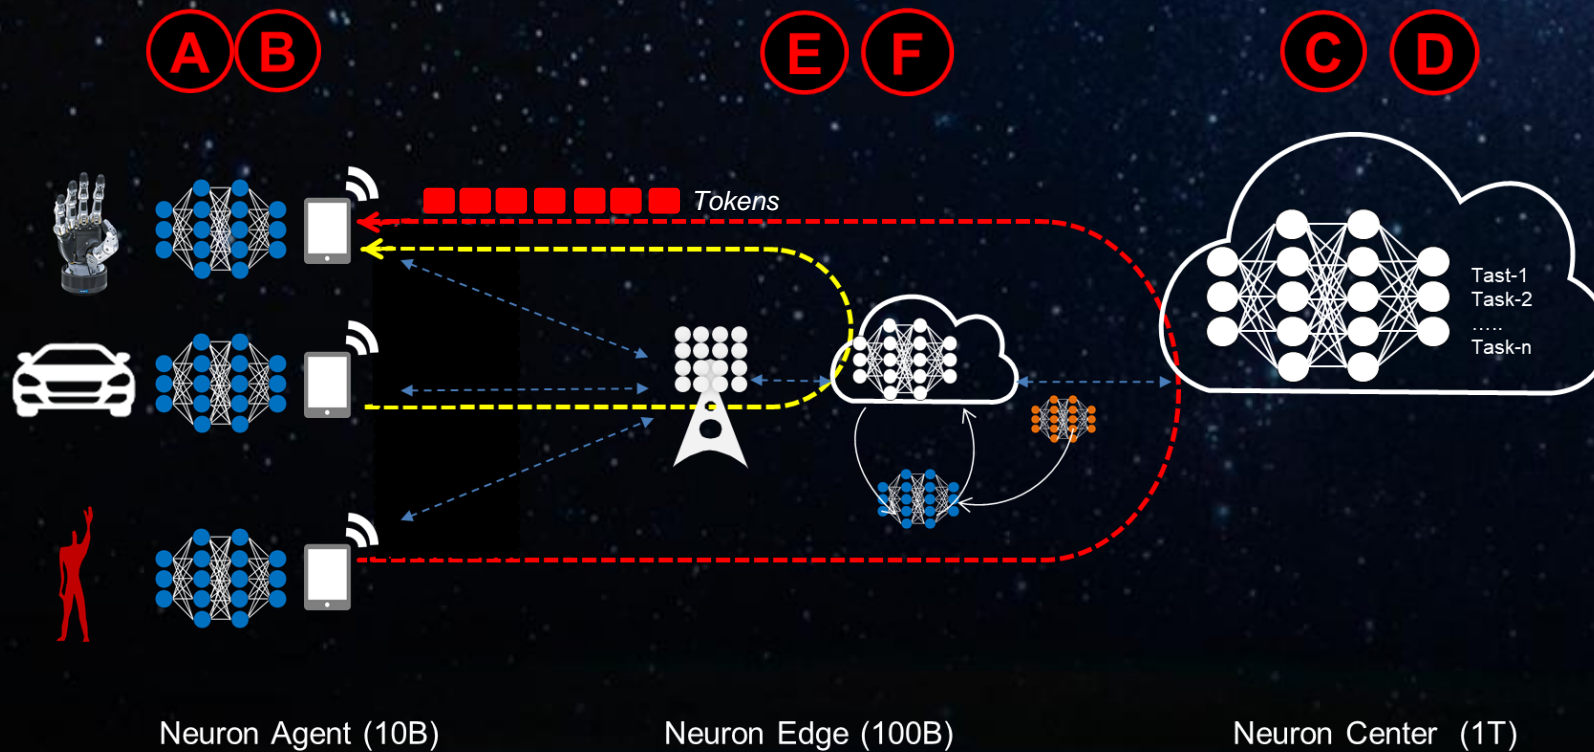 A B E F C D
Tokens
Tast-1
Task-2
.....
Task-n
Neuron Agent (10B)
Neuron Edge (100B)
Neuron Center (1T)